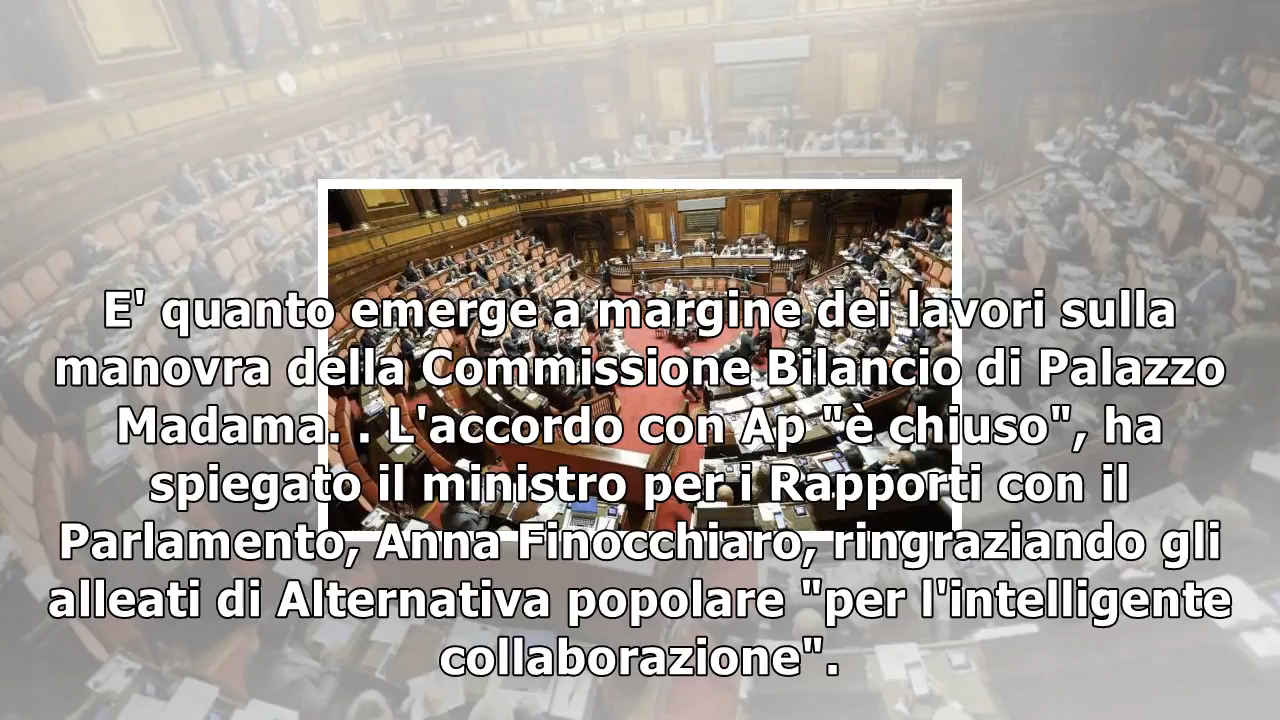 E' quanto emerge a margine dei lavori sulla
manovra della Commissione Bilancio di Palazzo
Madama. . L'accordo con Ap "è chiuso", ha
spiegato il ministro per i Rapporti con il
Parlamento, Anna Finocchiaro, ringraziando gli
alleati di Alternativa popolare "per l'intelligente
collaborazione".